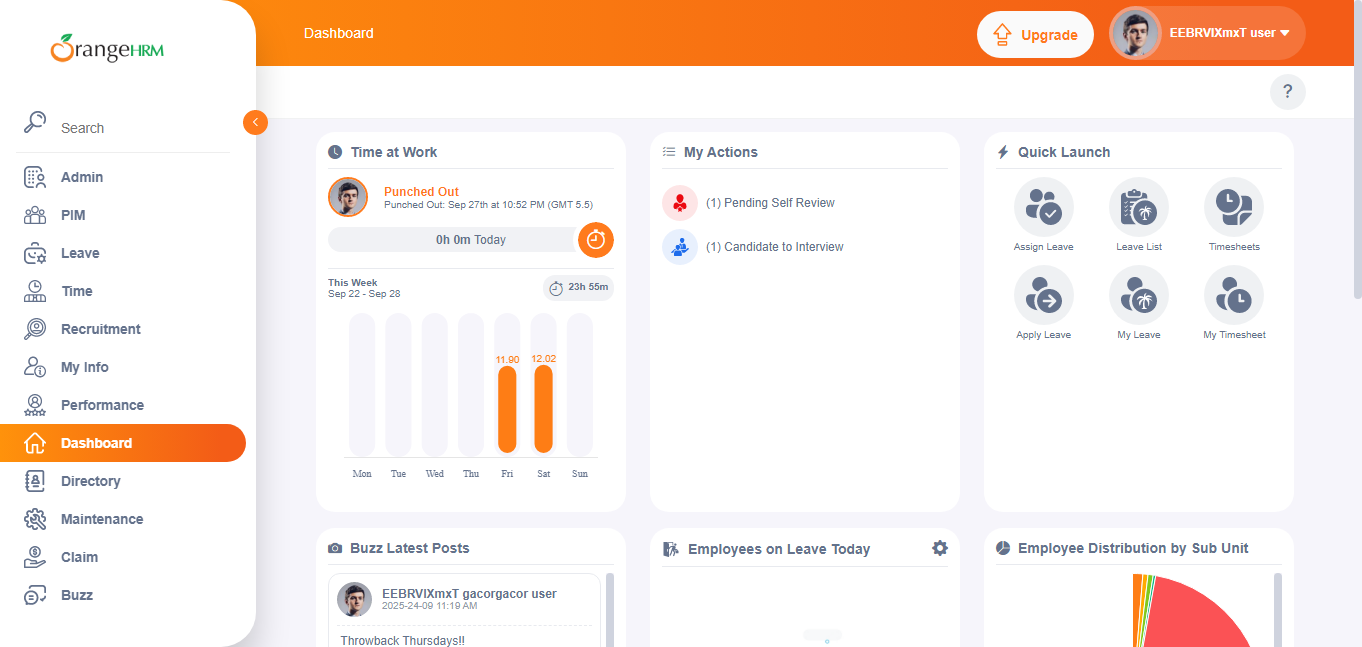 OrangeHRM
Dashboard
Upgrade
EEBRVIXmxT user
Search
?
Admin
PIM
Leave
Time
Recruitment
My Info
Performance
Dashboard
Directory
Maintenance
Claim
Buzz
Time at Work
Punched Out
Punched Out: Sep 27th at 10:52 PM (GMT 5.5)
0h 0m Today
This Week
Sep 22 - Sep 28
23h 55m
11.90 12.02
Mon Tue Wed Thu Fri Sat Sun
My Actions
(1) Pending Self Review
(1) Candidate to Interview
Quick Launch
Assign Leave Leave List Timesheets
Apply Leave My Leave My Timesheet
Buzz Latest Posts
EEBRVIXmxT gacorgacor user
2025-24-09 11:19 AM
Throwback Thursdays!!
Employees on Leave Today
Employee Distribution by Sub Unit